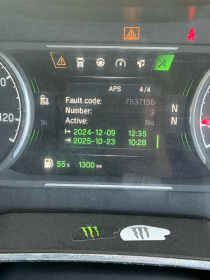 APS 4/4
Fault code: 7537156
Number: 3
Active: No
2024-12-09 12:35
2025-10-23 10:28
N
N
120
55% 1300 km